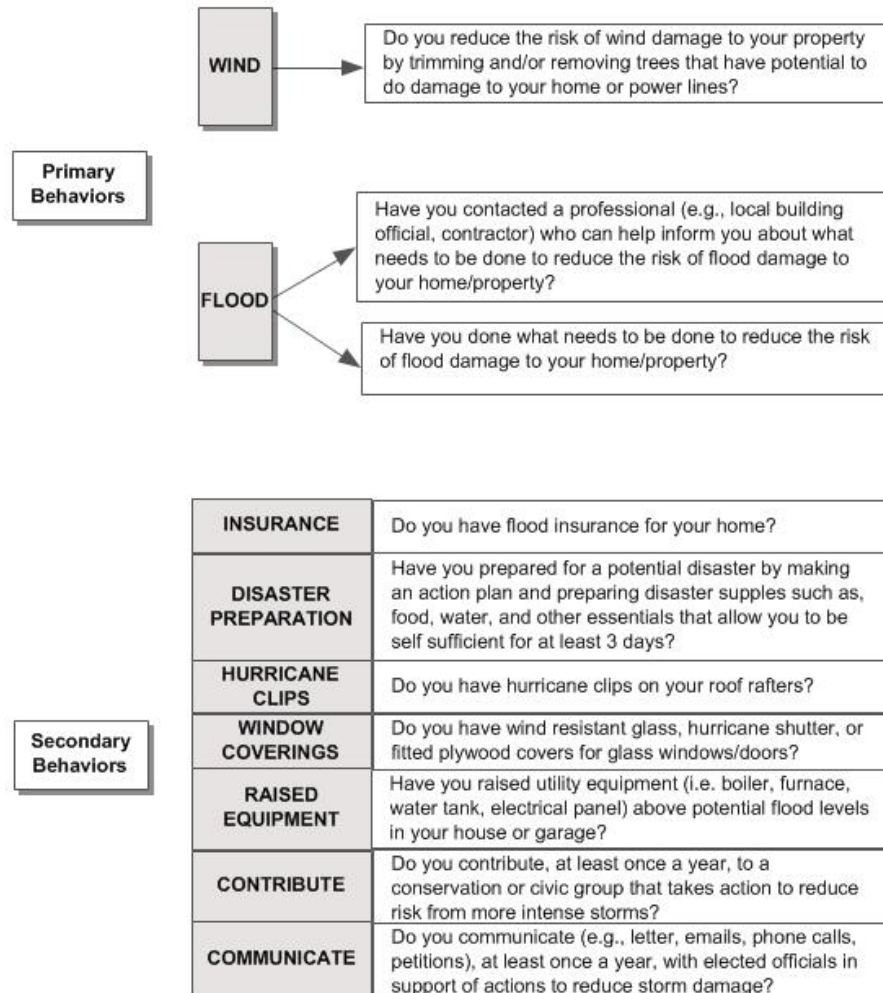 WIND
Do you reduce the risk of wind damage to your property
by trimming and/or removing trees that have potential to
do damage to your home or power lines?
Primary
Behaviors
FLOOD
Have you contacted a professional (e.g., local building
official, contractor) who can help inform you about what
needs to be done to reduce the risk of flood damage to
your home/property?
Have you done what needs to be done to reduce the risk
of flood damage to your home/property?
Secondary
Behaviors
INSURANCE
Do you have flood insurance for your home?
DISASTER
PREPARATION
Have you prepared for a potential disaster by making
an action plan and preparing disaster supples such as,
food, water, and other essentials that allow you to be
self sufficient for at least 3 days?
HURRICANE
CLIPS
Do you have hurricane clips on your roof rafters?
WINDOW
COVERINGS
Do you have wind resistant glass, hurricane shutter, or
fitted plywood covers for glass windows/doors?
RAISED
EQUIPMENT
Have you raised utility equipment (i.e. boiler, furnace,
water tank, electrical panel) above potential flood levels
in your house or garage?
CONTRIBUTE
Do you contribute, at least once a year, to a
conservation or civic group that takes action to reduce
risk from more intense storms?
COMMUNICATE
Do you communicate (e.g., letter, emails, phone calls,
petitions), at least once a year, with elected officials in
support of actions to reduce storm damage?